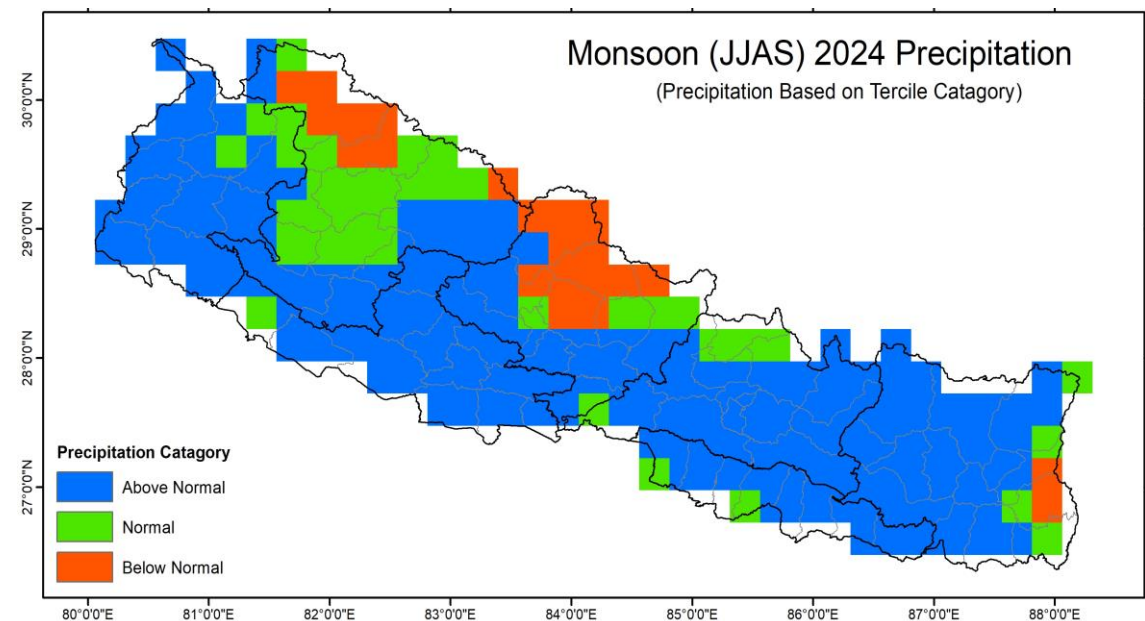 Monsoon (JJAS) 2024 Precipitation
(Precipitation Based on Tercile Catagory)
30°0'0"N
29°0'0"N
28°0'0"N
27°0'0"N
Precipitation Catagory
Above Normal
Normal
Below Normal
80°0'0"E 81°0'0"E 82°0'0"E 83°0'0"E 84°0'0"E 85°0'0"E 86°0'0"E 87°0'0"E 88°0'0"E